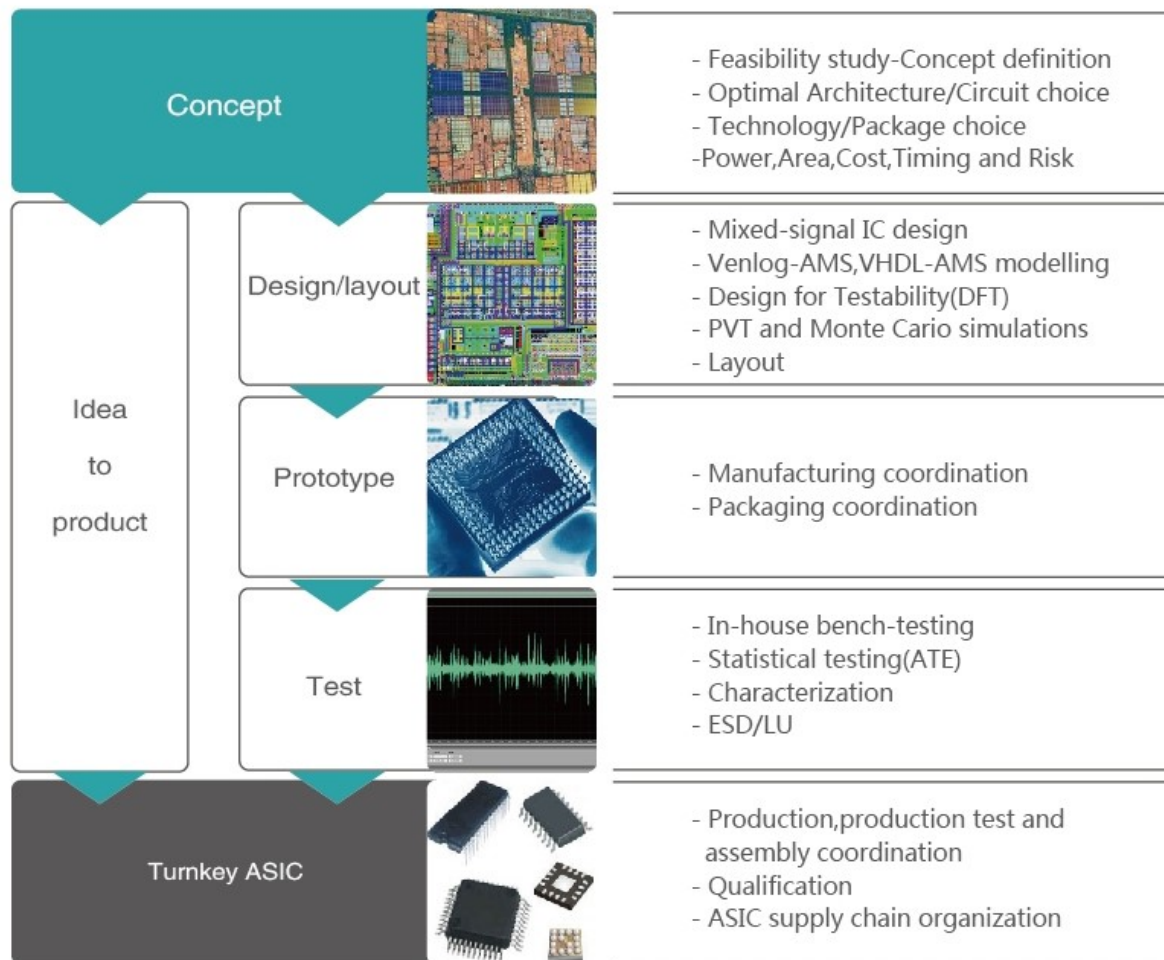 Concept
- Feasibility study-Concept definition
- Optimal Architecture/Circuit choice
- Technology/Package choice
-Power,Area,Cost,Timing and Risk
Idea
to
product
Design/layout
- Mixed-signal IC design
- Venlog-AMS,VHDL-AMS modelling
- Design for Testability(DFT)
- PVT and Monte Cario simulations
- Layout
Prototype
- Manufacturing coordination
- Packaging coordination
Test
- In-house bench-testing
- Statistical testing(ATE)
- Characterization
- ESD/LU
Turnkey ASIC
- Production,production test and
assembly coordination
- Qualification
- ASIC supply chain organization